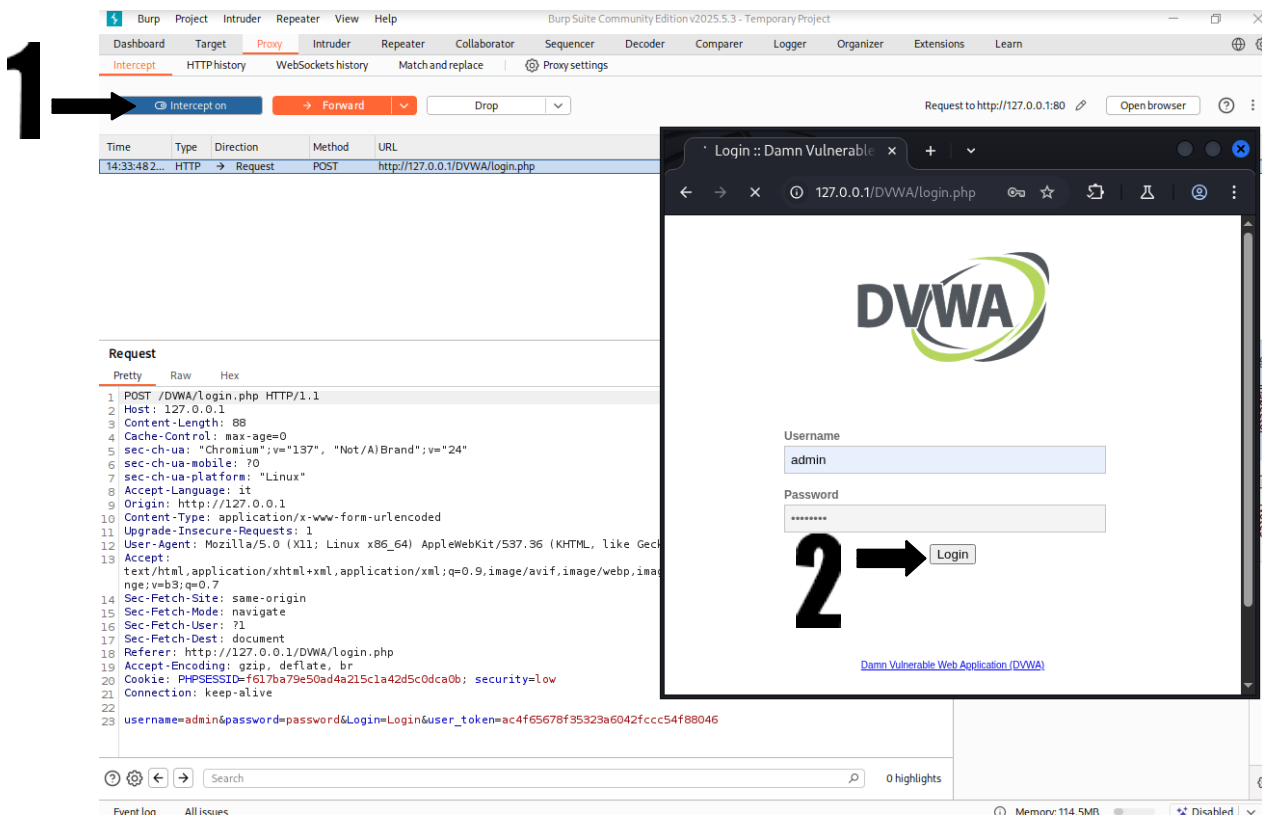 Burp Project Intruder Repeater View Help Burp Suite Community Edition v2025.5.3 - Temporary Project
Dashboard Target Proxy Intruder Repeater Collaborator Sequencer Decoder Comparer Logger Organizer Extensions Learn
Intercept HTTP history WebSockets history Match and replace Proxy settings
1
Intercept on Forward Drop Request to http://127.0.0.1:80 Open browser
Time Type Direction Method URL
14:33:48 2... HTTP → Request POST http://127.0.0.1/DVWA/login.php
Login :: Damn Vulnerable
127.0.0.1/DVWA/login.php
DVWA
Username
admin
Password
••••••••
2
Login
Damn Vulnerable Web Application (DVWA)
Request
Pretty Raw Hex
1 POST /DVWA/login.php HTTP/1.1
2 Host: 127.0.0.1
3 Content-Length: 88
4 Cache-Control: max-age=0
5 sec-ch-ua: "Chromium";v="137", "Not/A)Brand";v="24"
6 sec-ch-ua-mobile: ?0
7 sec-ch-ua-platform: "Linux"
8 Accept-Language: it
9 Origin: http://127.0.0.1
10 Content-Type: application/x-www-form-urlencoded
11 Upgrade-Insecure-Requests: 1
12 User-Agent: Mozilla/5.0 (X11; Linux x86_64) AppleWebKit/537.36 (KHTML, like Geck
13 Accept:
text/html,application/xhtml+xml,application/xml;q=0.9,image/avif,image/webp,imag
nge;v=b3;q=0.7
14 Sec-Fetch-Site: same-origin
15 Sec-Fetch-Mode: navigate
16 Sec-Fetch-User: ?1
17 Sec-Fetch-Dest: document
18 Referer: http://127.0.0.1/DVWA/login.php
19 Accept-Encoding: gzip, deflate, br
20 Cookie: PHPSESSID=f617ba79e50ad4a215c1a42d5c0dca0b; security=low
21 Connection: keep-alive
22
23 username=admin&password=password&Login=Login&user_token=ac4f65678f35323a6042fccc54f88046
Search 0 highlights
Event log All issues Memory: 114.5MB Disabled